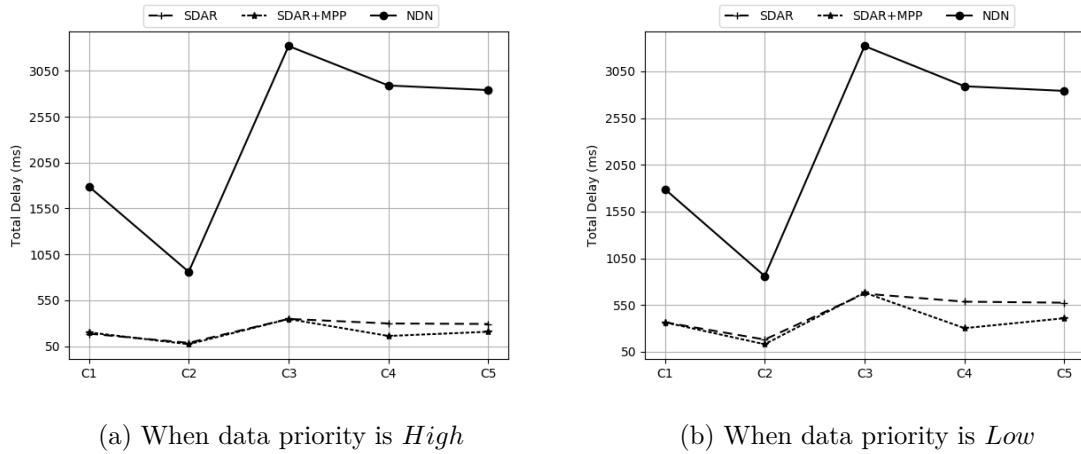 SDAR SDAR+MPP NDN
Total Delay (ms)
3050
2550
2050
1550
1050
550
50
C1 C2 C3 C4 C5
(a) When data priority is High
SDAR SDAR+MPP NDN
Total Delay (ms)
3050
2550
2050
1550
1050
550
50
C1 C2 C3 C4 C5
(b) When data priority is Low